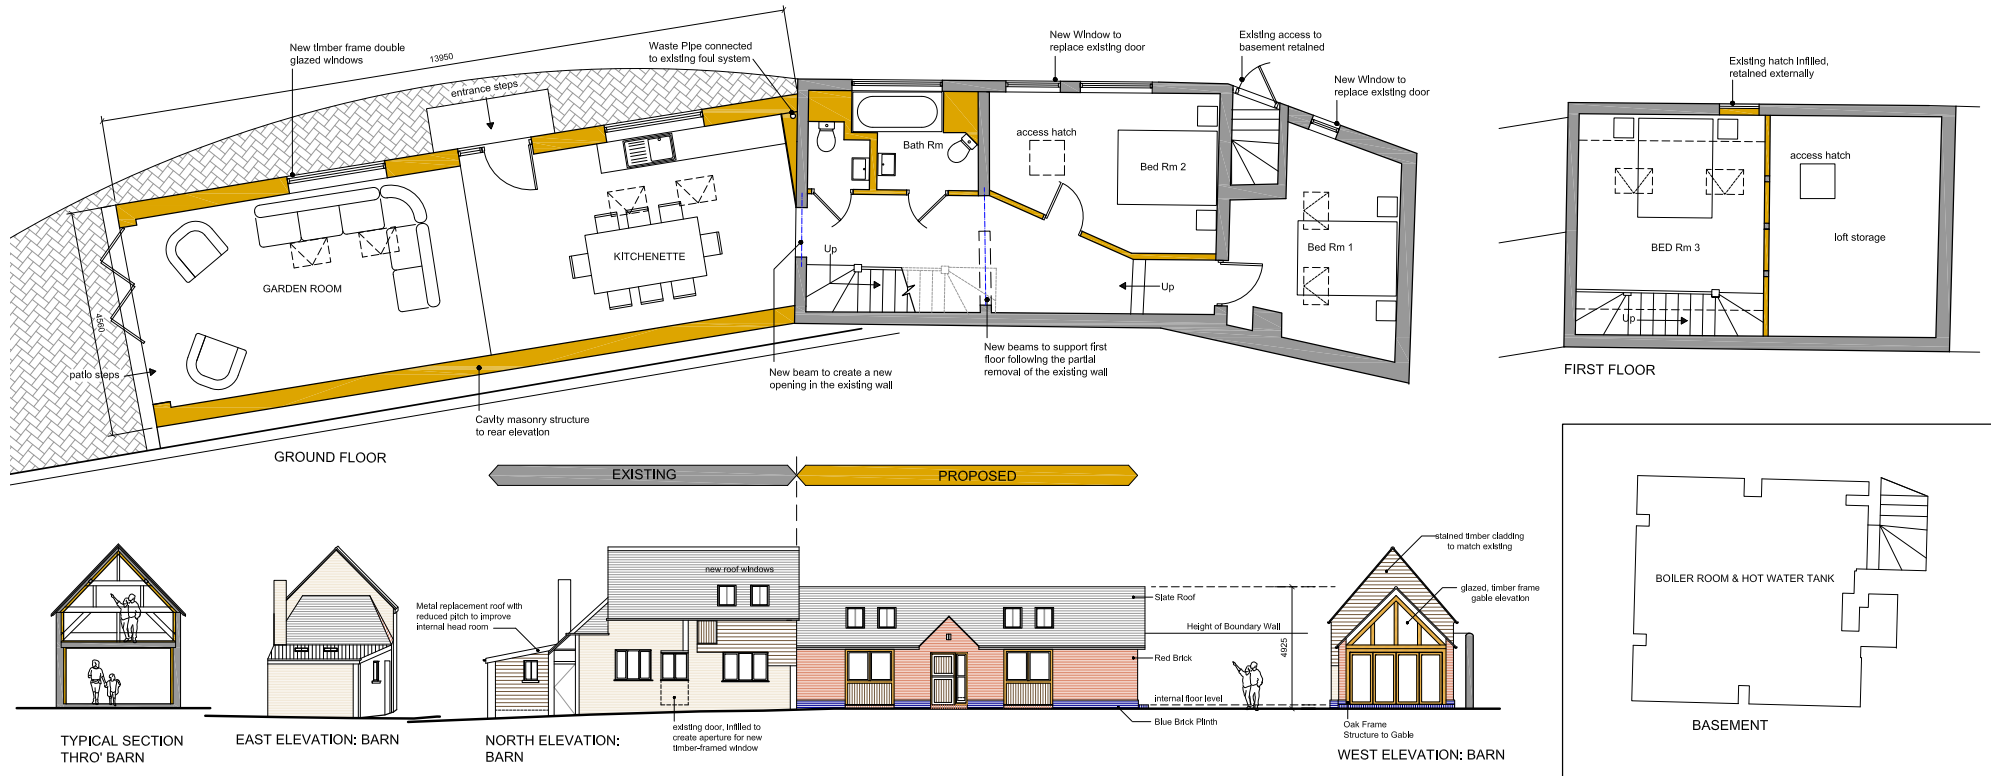 New timber frame double
glazed windows
13950
Waste Pipe connected
to existing foul system
New Window to
replace existing door
Existing access to
basement retained
New Window to
replace existing door
Existing hatch infilled,
retained externally
entrance steps
access hatch
Bath Rm
Bed Rm 2
access hatch
Up
KITCHENETTE
GARDEN ROOM
Up
Bed Rm 1
BED Rm 3
loft storage
4560
Up
patio steps
New beam to create a new
opening in the existing wall
New beams to support first
floor following the partial
removal of the existing wall
FIRST FLOOR
Cavity masonry structure
to rear elevation
GROUND FLOOR
EXISTING
PROPOSED
stained timber cladding
to match existing
new roof windows
BOILER ROOM & HOT WATER TANK
glazed, timber frame
gable elevation
Slate Roof
Metal replacement roof with
reduced pitch to improve
internal head room
Height of Boundary Wall
4925
Red Brick
internal floor level
Blue Brick Plinth
existing door, infilled to
create aperture for new
timber-framed window
Oak Frame
Structure to Gable
BASEMENT
TYPICAL SECTION
THRO' BARN
EAST ELEVATION: BARN
NORTH ELEVATION:
BARN
WEST ELEVATION: BARN